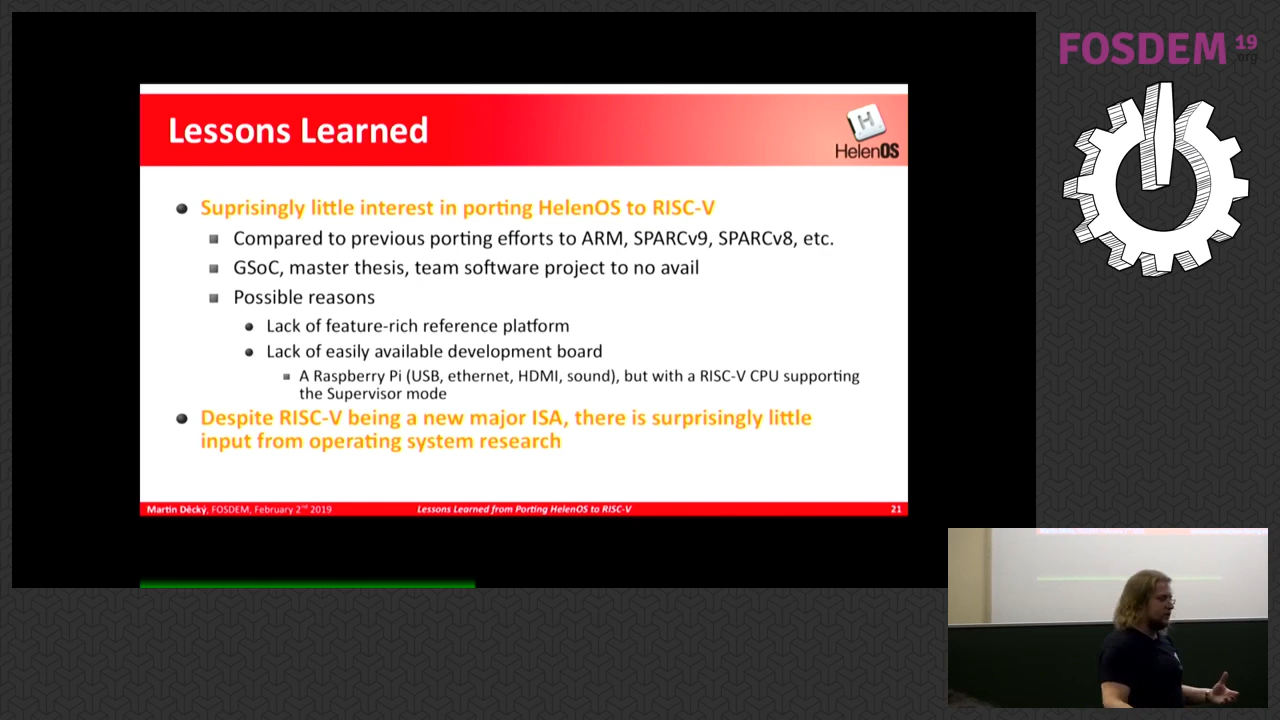 FOSDEM 19
.org
Lessons Learned
H
HelenOS
Suprisingly little interest in porting HelenOS to RISC-V
Compared to previous porting efforts to ARM, SPARCv9, SPARCv8, etc.
GSoC, master thesis, team software project to no avail
Possible reasons
Lack of feature-rich reference platform
Lack of easily available development board
A Raspberry Pi (USB, ethernet, HDMI, sound), but with a RISC-V CPU supporting
the Supervisor mode
Despite RISC-V being a new major ISA, there is surprisingly little
input from operating system research
Martin Děcký, FOSDEM, February 2nd 2019
Lessons Learned from Porting HelenOS to RISC-V
21